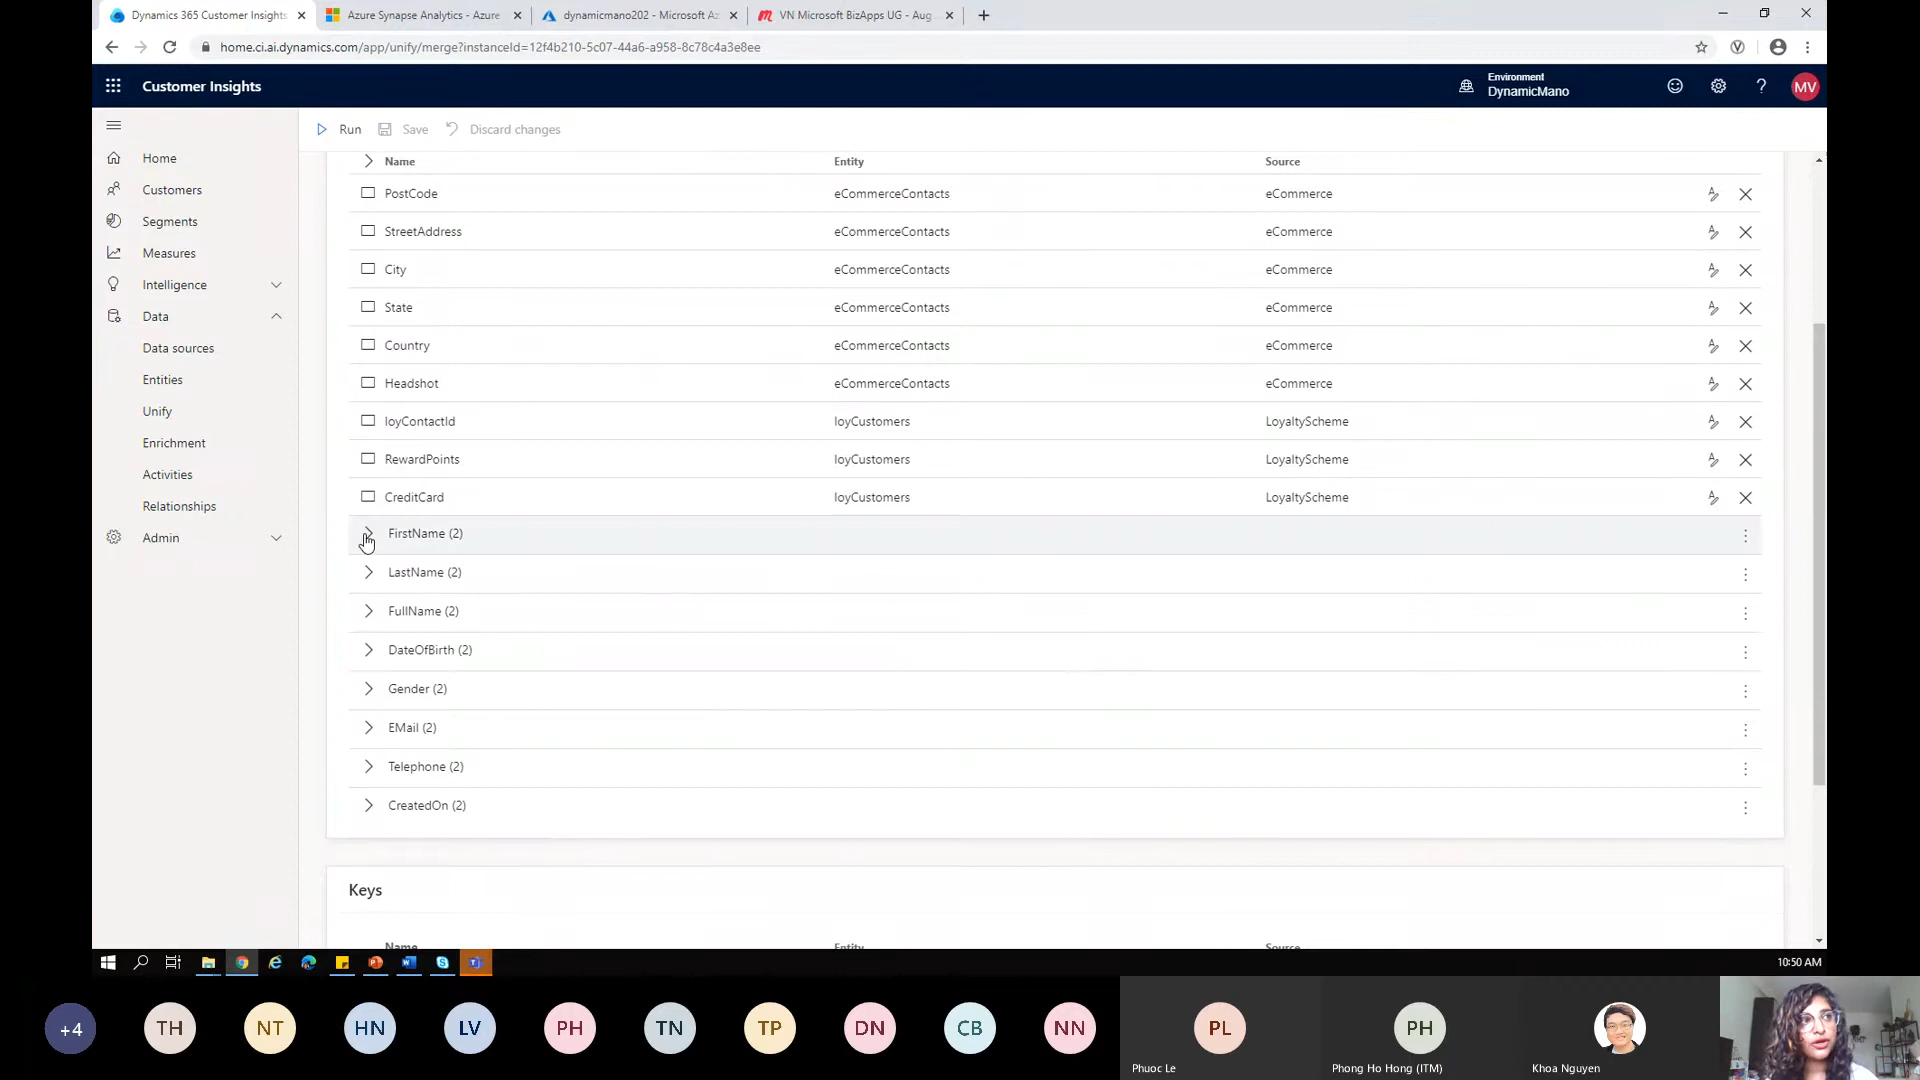 Dynamics 365 Customer Insights
Azure Synapse Analytics - Azure
dynamicmano202 - Microsoft Az
VN Microsoft BizApps UG - Aug
home.ci.ai.dynamics.com/app/unify/merge?instanceId=12f4b210-5c07-44a6-a958-8c78c4a3e8ee
Customer Insights
Environment
DynamicMano
MV
Run
Save
Discard changes
Home
Customers
Segments
Measures
Intelligence
Data
Data sources
Entities
Unify
Enrichment
Activities
Relationships
Admin
Name Entity Source
PostCode eCommerceContacts eCommerce
StreetAddress eCommerceContacts eCommerce
City eCommerceContacts eCommerce
State eCommerceContacts eCommerce
Country eCommerceContacts eCommerce
Headshot eCommerceContacts eCommerce
loyContactId loyCustomers LoyaltyScheme
RewardPoints loyCustomers LoyaltyScheme
CreditCard loyCustomers LoyaltyScheme
FirstName (2)
LastName (2)
FullName (2)
DateOfBirth (2)
Gender (2)
EMail (2)
Telephone (2)
CreatedOn (2)
Keys
Name Entity Source
10:50 AM
+4 TH NT HN LV PH TN TP DN CB NN PL PH
Phuoc Le
Phong Ho Hong (ITM)
Khoa Nguyen